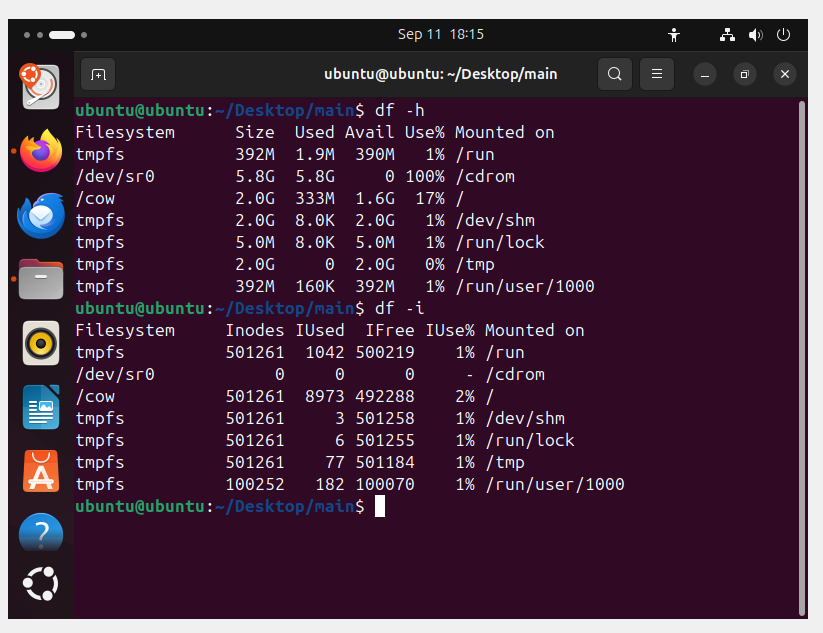 Sep 11 18:15
ubuntu@ubuntu: ~/Desktop/main
ubuntu@ubuntu:~/Desktop/main$ df -h
Filesystem      Size  Used Avail Use% Mounted on
tmpfs           392M  1.9M  390M   1% /run
/dev/sr0        5.8G  5.8G     0 100% /cdrom
/cow            2.0G  333M  1.6G  17% /
tmpfs           2.0G  8.0K  2.0G   1% /dev/shm
tmpfs           5.0M  8.0K  5.0M   1% /run/lock
tmpfs           2.0G     0  2.0G   0% /tmp
tmpfs           392M  160K  392M   1% /run/user/1000
ubuntu@ubuntu:~/Desktop/main$ df -i
Filesystem     Inodes IUsed  IFree IUse% Mounted on
tmpfs          501261  1042 500219    1% /run
/dev/sr0            0     0      0     - /cdrom
/cow           501261  8973 492288    2% /
tmpfs          501261     3 501258    1% /dev/shm
tmpfs          501261     6 501255    1% /run/lock
tmpfs          501261    77 501184    1% /tmp
tmpfs          100252   182 100070    1% /run/user/1000
ubuntu@ubuntu:~/Desktop/main$